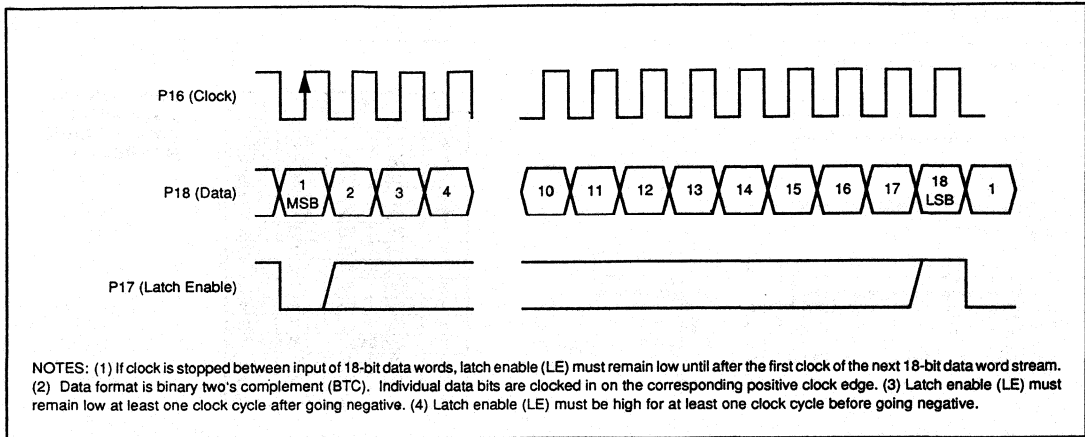 P16 (Clock)
P18 (Data)
1
MSB
2
3
4
10
11
12
13
14
15
16
17
18
LSB
1
P17 (Latch Enable)
NOTES: (1) If clock is stopped between input of 18-bit data words, latch enable (LE) must remain low until after the first clock of the next 18-bit data word stream.
(2) Data format is binary two's complement (BTC). Individual data bits are clocked in on the corresponding positive clock edge. (3) Latch enable (LE) must
remain low at least one clock cycle after going negative. (4) Latch enable (LE) must be high for at least one clock cycle before going negative.